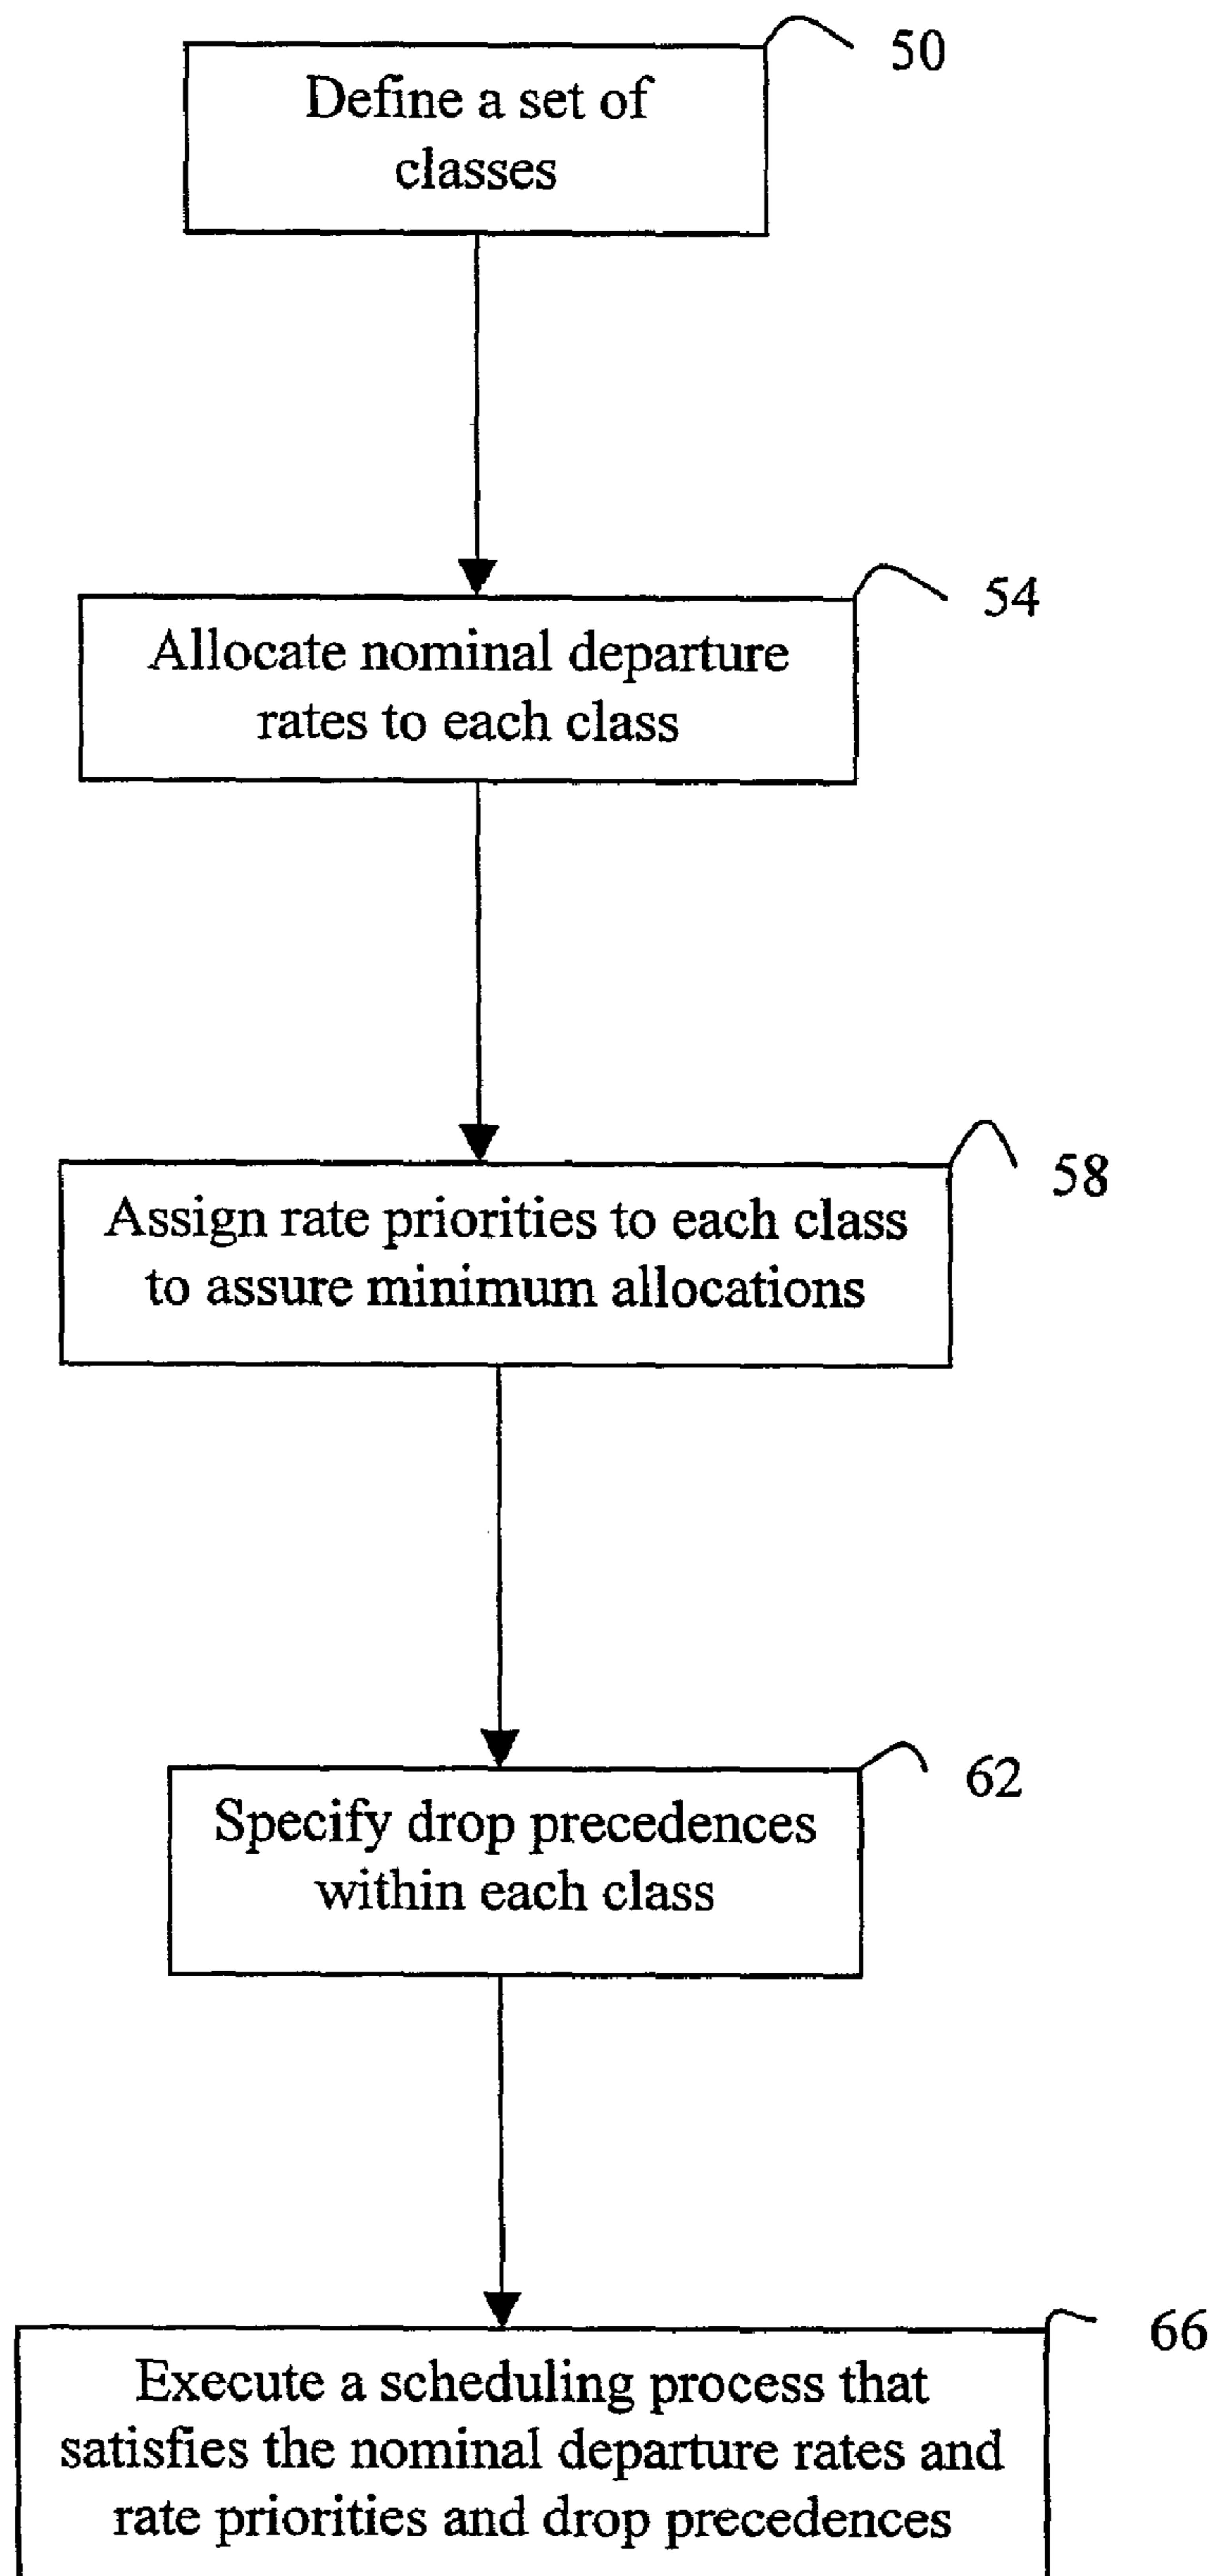 50
Define a set of
classes
54
Allocate nominal departure
rates to each class
58
Assign rate priorities to each class
to assure minimum allocations
62
Specify drop precedences
within each class
66
Execute a scheduling process that
satisfies the nominal departure rates and
rate priorities and drop precedences